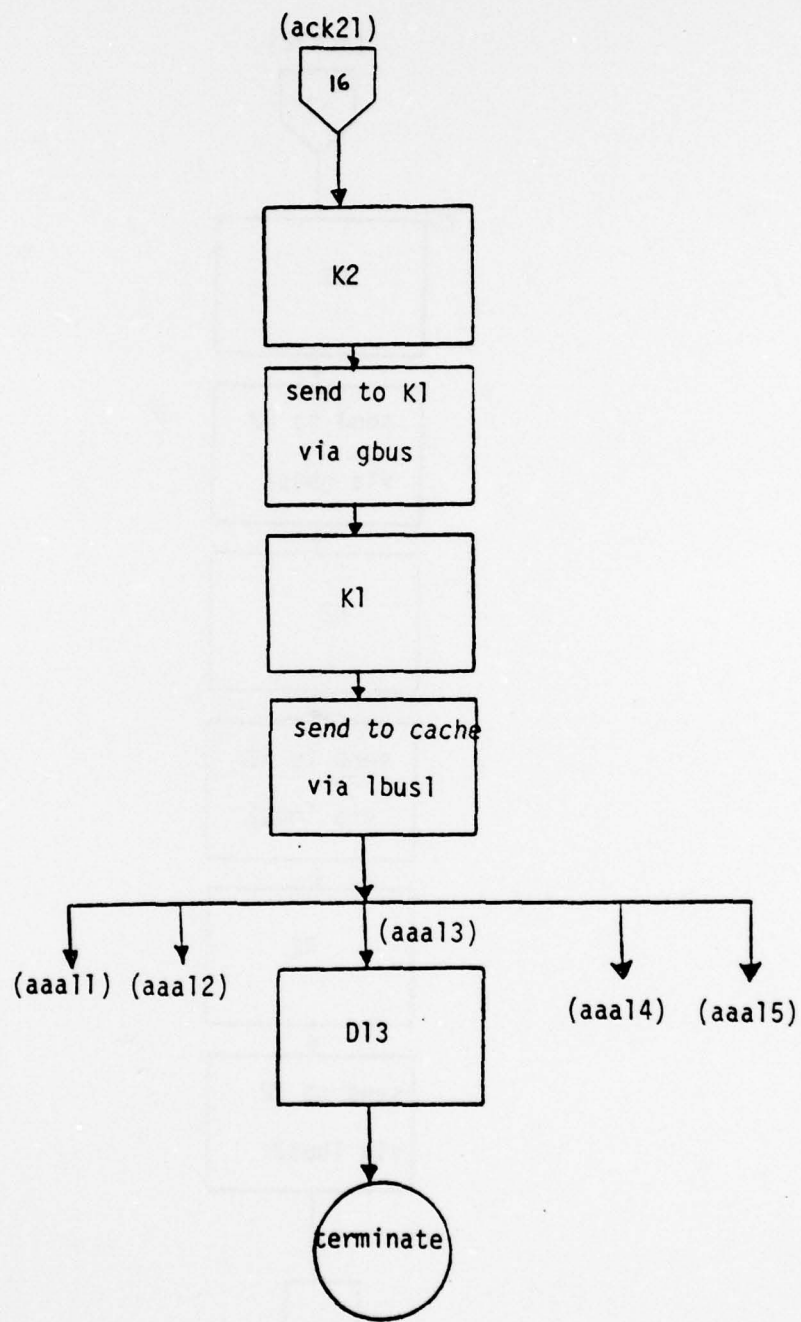 (ack21)
16
K2
send to K1
via gbus
K1
send to cache
via lbus1
(aaa13)
(aaa11) (aaa12)
(aaa14) (aaa15)
D13
terminate